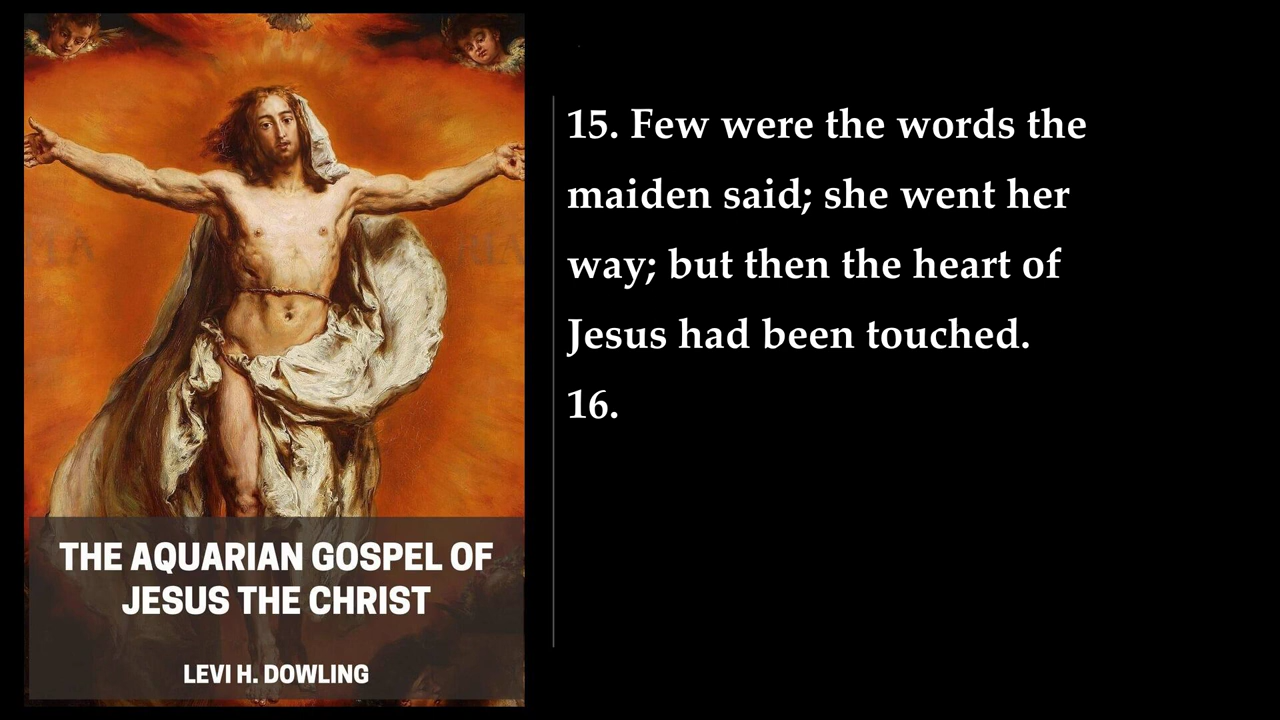 15. Few were the words the
maiden said; she went her
way; but then the heart of
Jesus had been touched.
16.
THE AQUARIAN GOSPEL OF
JESUS THE CHRIST
LEVI H. DOWLING